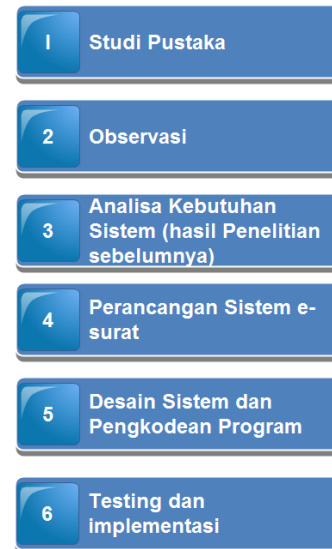 I Studi Pustaka
2 Observasi
3 Analisa Kebutuhan
Sistem (hasil Penelitian
sebelumnya)
4 Perancangan Sistem e-
surat
5 Desain Sistem dan
Pengkodean Program
6 Testing dan
implementasi